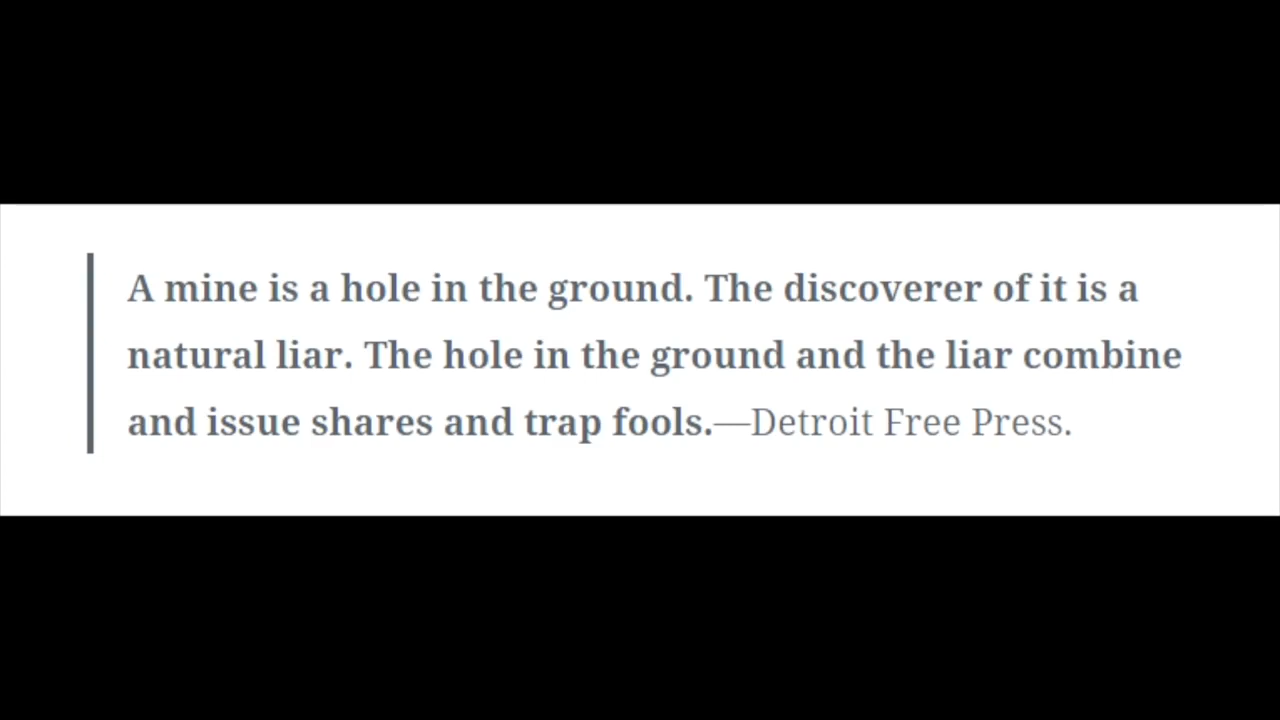 A mine is a hole in the ground. The discoverer of it is a
natural liar. The hole in the ground and the liar combine
and issue shares and trap fools.—Detroit Free Press.